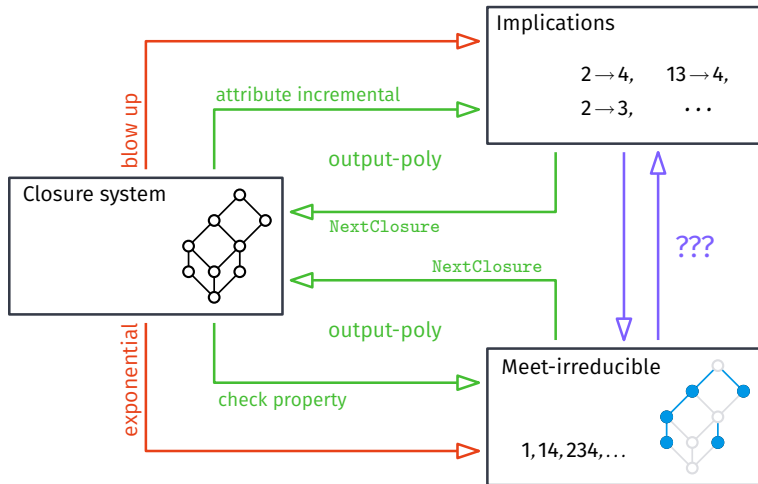 Implications
2→4, 13→4,
2→3, ···
blow up
attribute incremental
output-poly
Closure system
NextClosure
NextClosure
???
output-poly
exponential
check property
Meet-irreducible
1,14,234,...